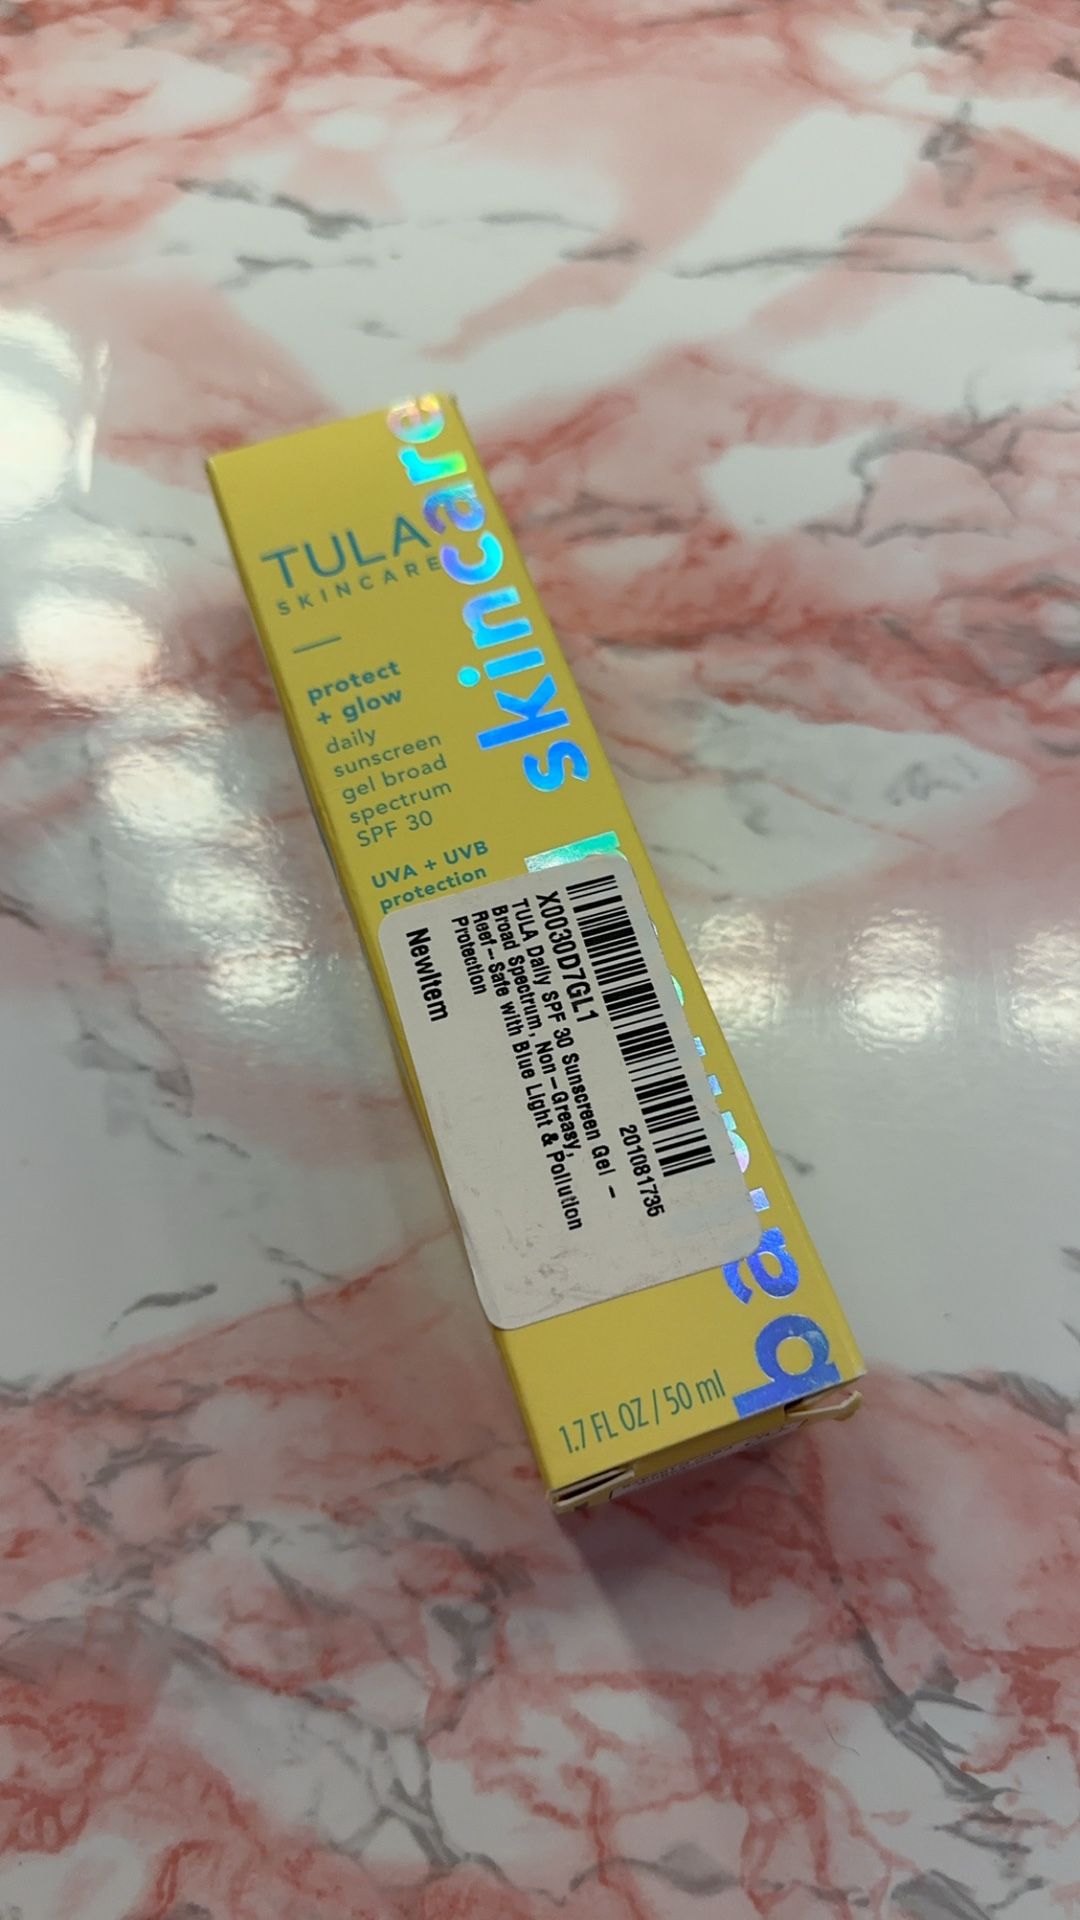 TULA
SKINCARE
protect
+ glow
daily
sunscreen
gel broad
spectrum
SPF 30
UVA + UVB
protection
skincare
X0030D7GL1
201081735
TULA Daily SPF 30 Sunscreen Gel -
Broad Spectrum, Non-Greasy,
Reef-Safe with Blue Light & Pollution
Protection
NewItem
1.7 FL OZ / 50 ml